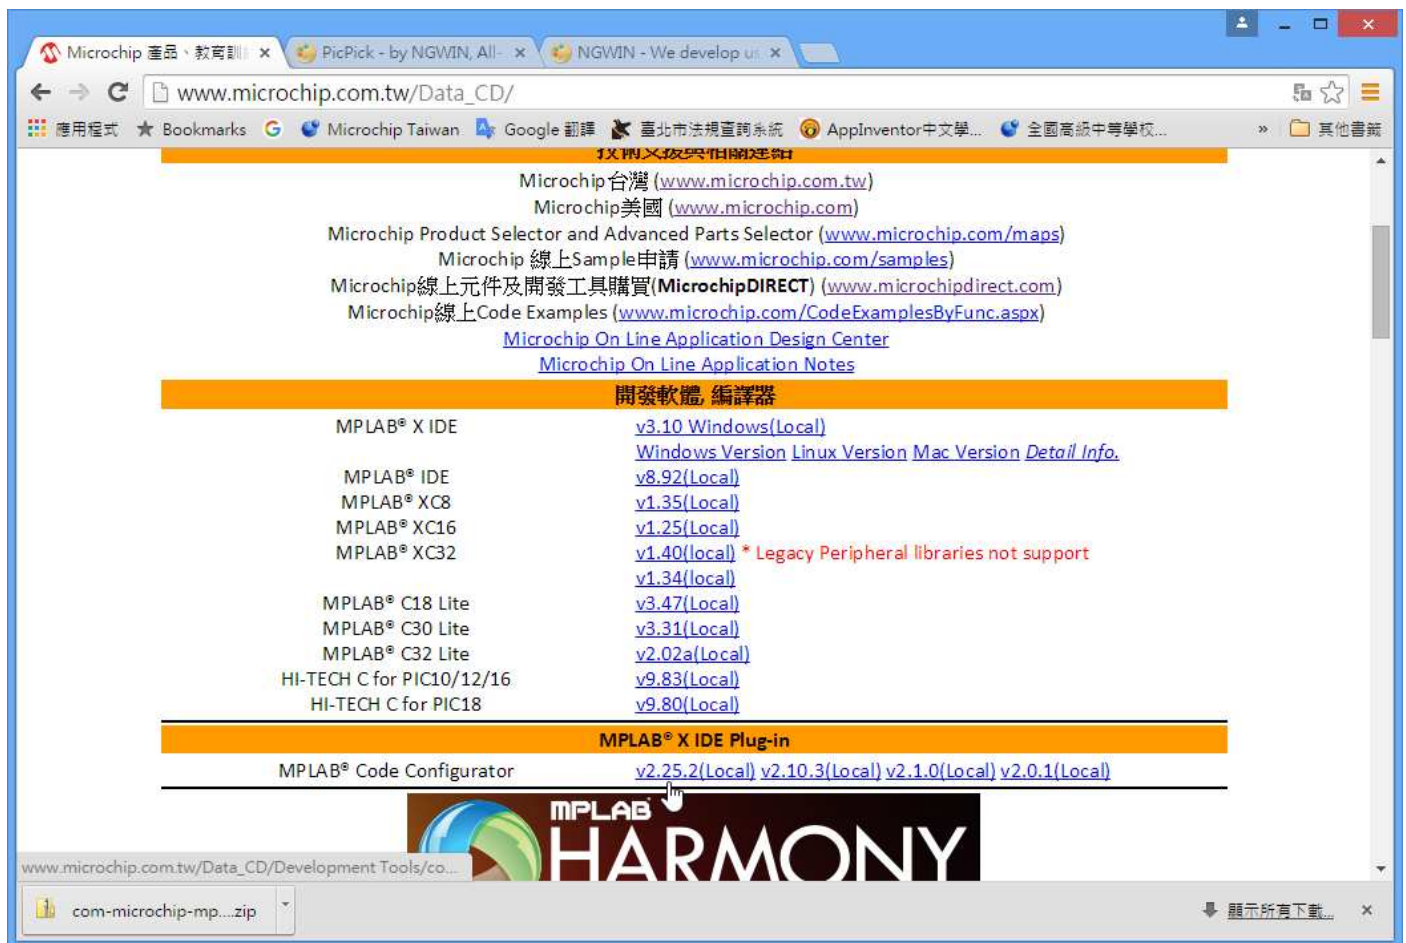 Microchip 產品、教育訓
PicPick - by NGWIN, All-
NGWIN - We develop us
www.microchip.com.tw/Data_CD/
應用程式 Bookmarks Microchip Taiwan Google 翻譯 臺北市法規查詢系統 AppInventor中文學... 全國高級中等學校... » 其他書籤
技術支援與相關連結
Microchip台灣 (www.microchip.com.tw)
Microchip美國 (www.microchip.com)
Microchip Product Selector and Advanced Parts Selector (www.microchip.com/maps)
Microchip 線上Sample申請 (www.microchip.com/samples)
Microchip線上元件及開發工具購買(MicrochipDIRECT) (www.microchipdirect.com)
Microchip線上Code Examples (www.microchip.com/CodeExamplesByFunc.aspx)
Microchip On Line Application Design Center
Microchip On Line Application Notes
開發軟體, 編譯器
MPLAB® X IDE v3.10 Windows(Local)
Windows Version Linux Version Mac Version Detail Info.
MPLAB® IDE v8.92(Local)
MPLAB® XC8 v1.35(Local)
MPLAB® XC16 v1.25(Local)
MPLAB® XC32 v1.40(local) * Legacy Peripheral libraries not support
v1.34(local)
MPLAB® C18 Lite v3.47(Local)
MPLAB® C30 Lite v3.31(Local)
MPLAB® C32 Lite v2.02a(Local)
HI-TECH C for PIC10/12/16 v9.83(Local)
HI-TECH C for PIC18 v9.80(Local)
MPLAB® X IDE Plug-in
MPLAB® Code Configurator v2.25.2(Local) v2.10.3(Local) v2.1.0(Local) v2.0.1(Local)
MPLAB
HARMONY
www.microchip.com.tw/Data_CD/Development Tools/co...
com-microchip-mp....zip
顯示所有下載...